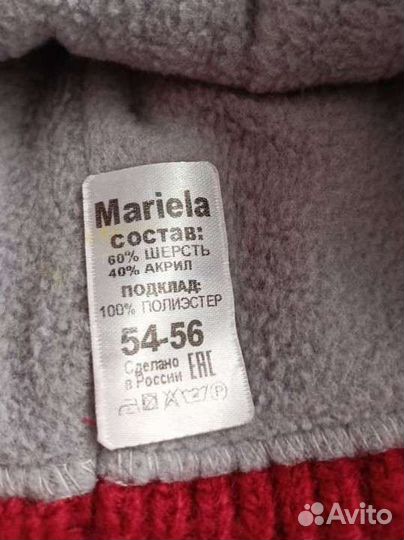 Mariela
СОСТАВ:
60% ШЕРСТЬ
40% АКРИЛ
ПОДКЛАД:
100% ПОЛИЭСТЕР
54-56
Сделано
в России EAC
Avito